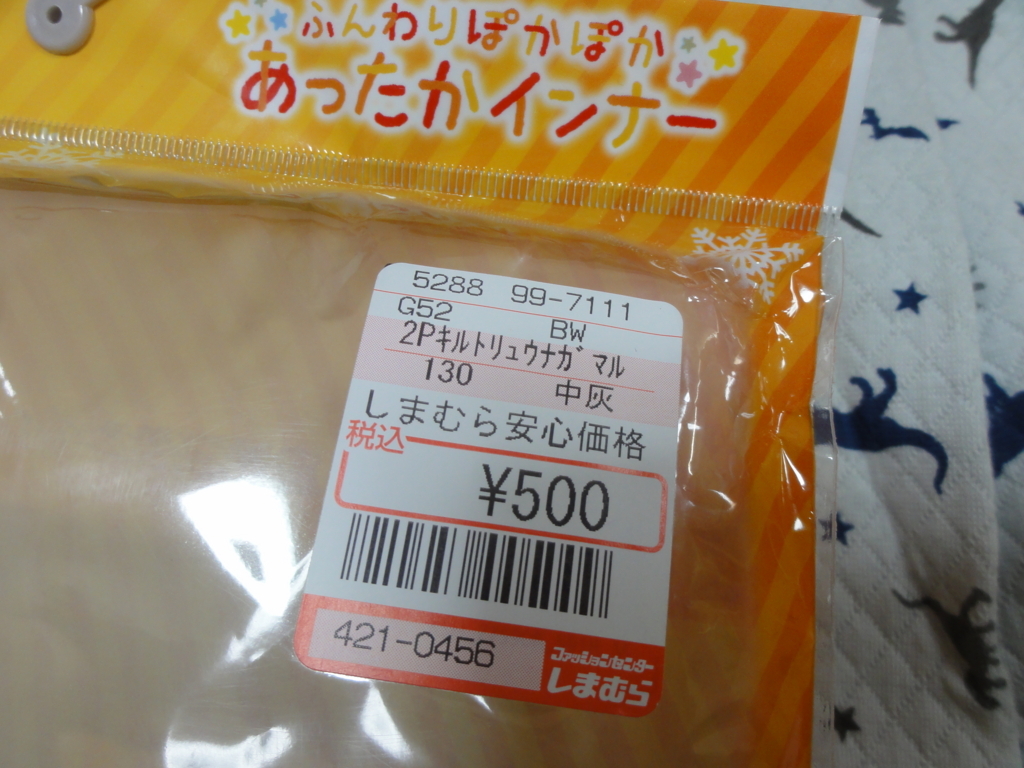 ふんわりぽかぽか
あったかインナー
5288 99-7111
G52 BW
2Pキルトリュウナガマル
130 中灰
しまむら安心価格
税込
¥500
421-0456
ファッションセンター
しまむら